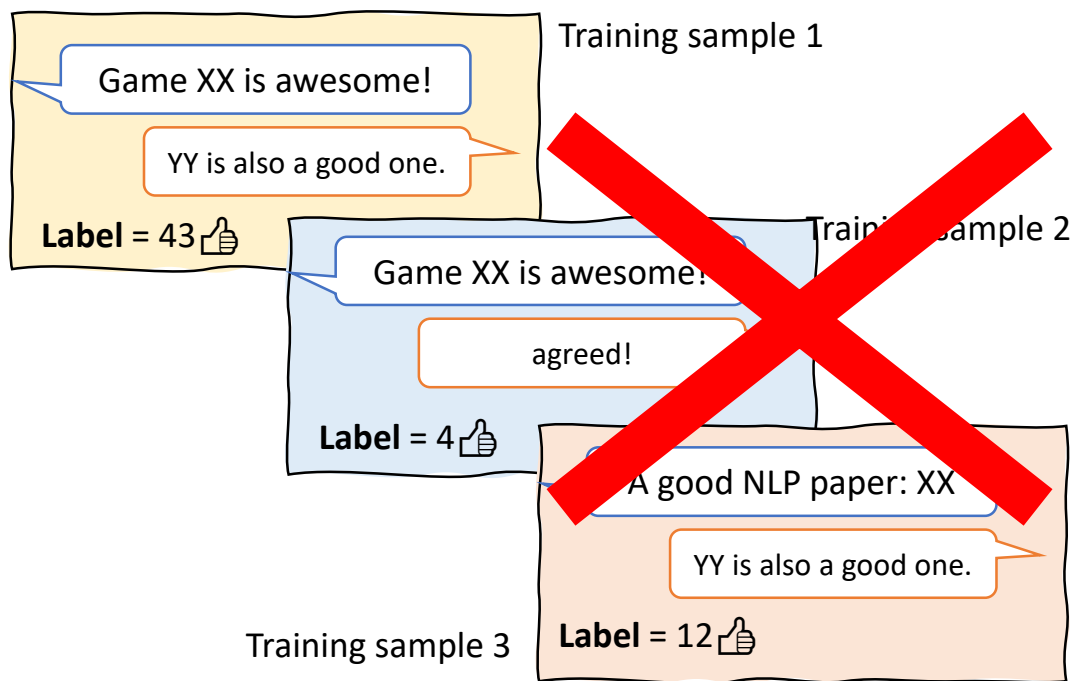 Training sample 1
Game XX is awesome!
YY is also a good one.
Label = 43
Training sample 2
Game XX is awesome!
agreed!
Label = 4
A good NLP paper: XX
YY is also a good one.
Label = 12
Training sample 3